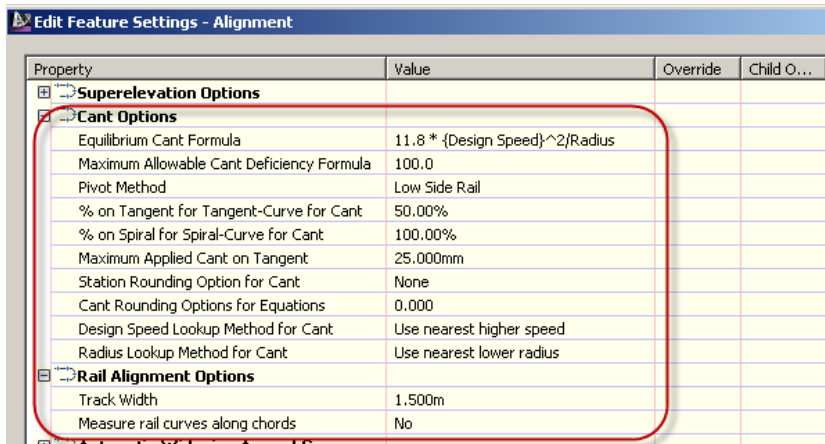 Edit Feature Settings - Alignment
Property Value Override Child O...
Superelevation Options
Cant Options
Equilibrium Cant Formula 11.8 * {Design Speed}^2/Radius
Maximum Allowable Cant Deficiency Formula 100.0
Pivot Method Low Side Rail
% on Tangent for Tangent-Curve for Cant 50.00%
% on Spiral for Spiral-Curve for Cant 100.00%
Maximum Applied Cant on Tangent 25.000mm
Station Rounding Option for Cant None
Cant Rounding Options for Equations 0.000
Design Speed Lookup Method for Cant Use nearest higher speed
Radius Lookup Method for Cant Use nearest lower radius
Rail Alignment Options
Track Width 1.500m
Measure rail curves along chords No